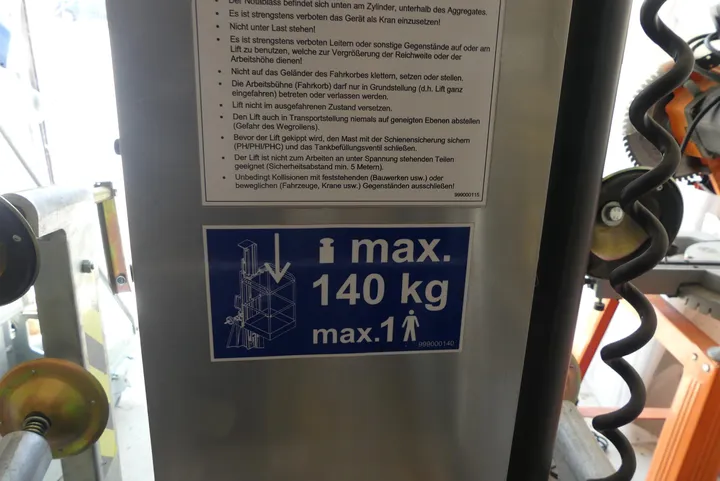 Der Notablass befindet sich unten am Zylinder, unterhalb des Aggregates.
• Es ist strengstens verboten das Gerät als Kran einzusetzen!
• Nicht unter Last stehen!
• Es ist strengstens verboten Leitern oder sonstige Gegenstände auf oder am
Lift zu benutzen, welche zur Vergrößerung der Reichweite oder der
Arbeitshöhe dienen!
• Nicht auf das Geländer des Fahrkorbes klettern, setzen oder stellen.
• Die Arbeitsbühne (Fahrkorb) darf nur in Grundstellung (d.h. Lift ganz
eingefahren) betreten oder verlassen werden.
• Lift nicht im ausgefahrenen Zustand versetzen.
• Den Lift auch in Transportstellung niemals auf geneigten Ebenen abstellen
(Gefahr des Wegrollens).
• Bevor der Lift gekippt wird, den Mast mit der Schienensicherung sichern
(PH/PHI/PHC) und das Tankbefüllungsventil schließen.
• Der Lift ist nicht zum Arbeiten an unter Spannung stehenden Teilen
geeignet (Sicherheitsabstand min. 5 Metern).
• Unbedingt Kollisionen mit feststehenden (Bauwerken usw.) oder
beweglichen (Fahrzeuge, Krane usw.) Gegenständen ausschließen!
999000115
max.
140 kg
max.1
999000140